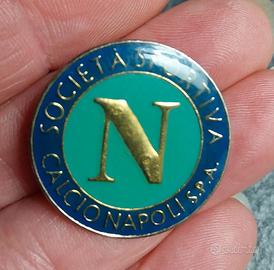 SOCIETÀ SPORTIVA
N
CALCIO NAPOLI S.P.A.